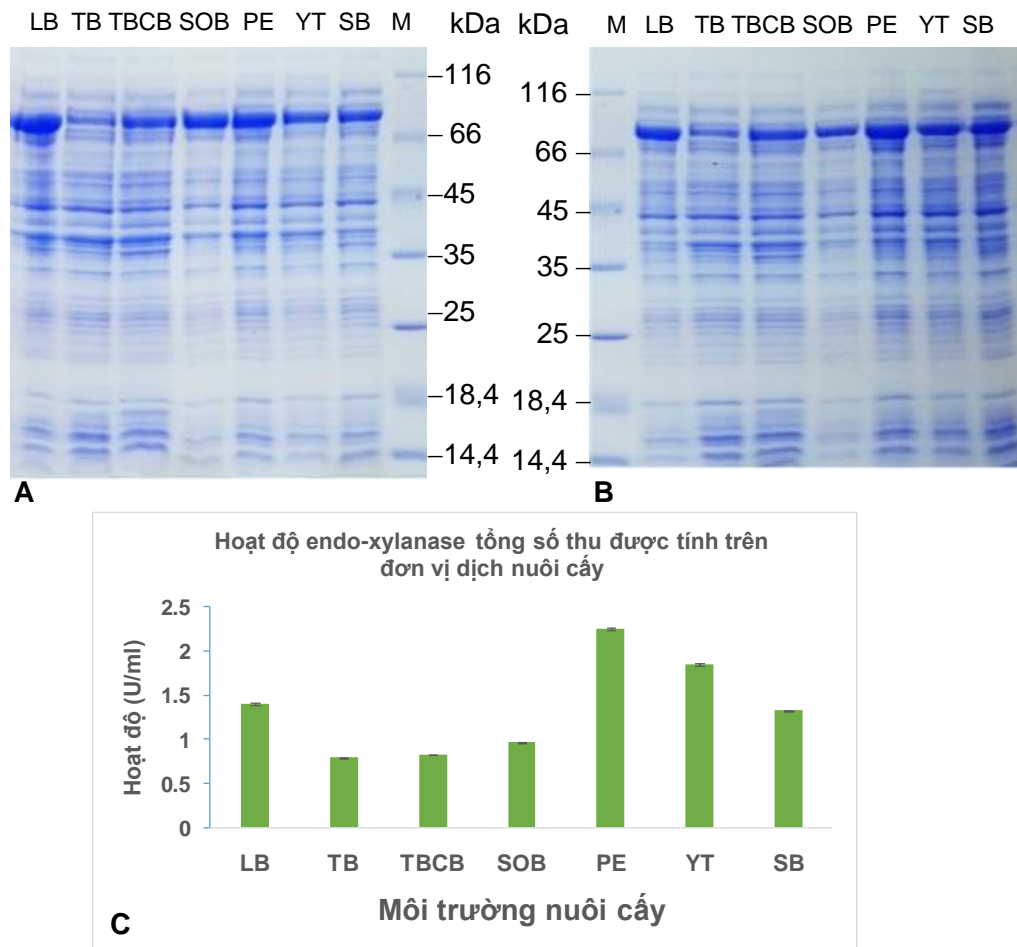 LB TB TBCB SOB PE YT SB M kDa
116
66
45
35
25
18,4
14,4
A
kDa M LB TB TBCB SOB PE YT SB
116
66
45
35
25
18,4
14,4
B
Hoạt độ endo-xylanase tổng số thu được tính trên
đơn vị dịch nuôi cấy
Hoạt độ (U/ml)
2.5
2
1.5
1
0.5
0
LB TB TBCB SOB PE YT SB
Môi trường nuôi cấy
C